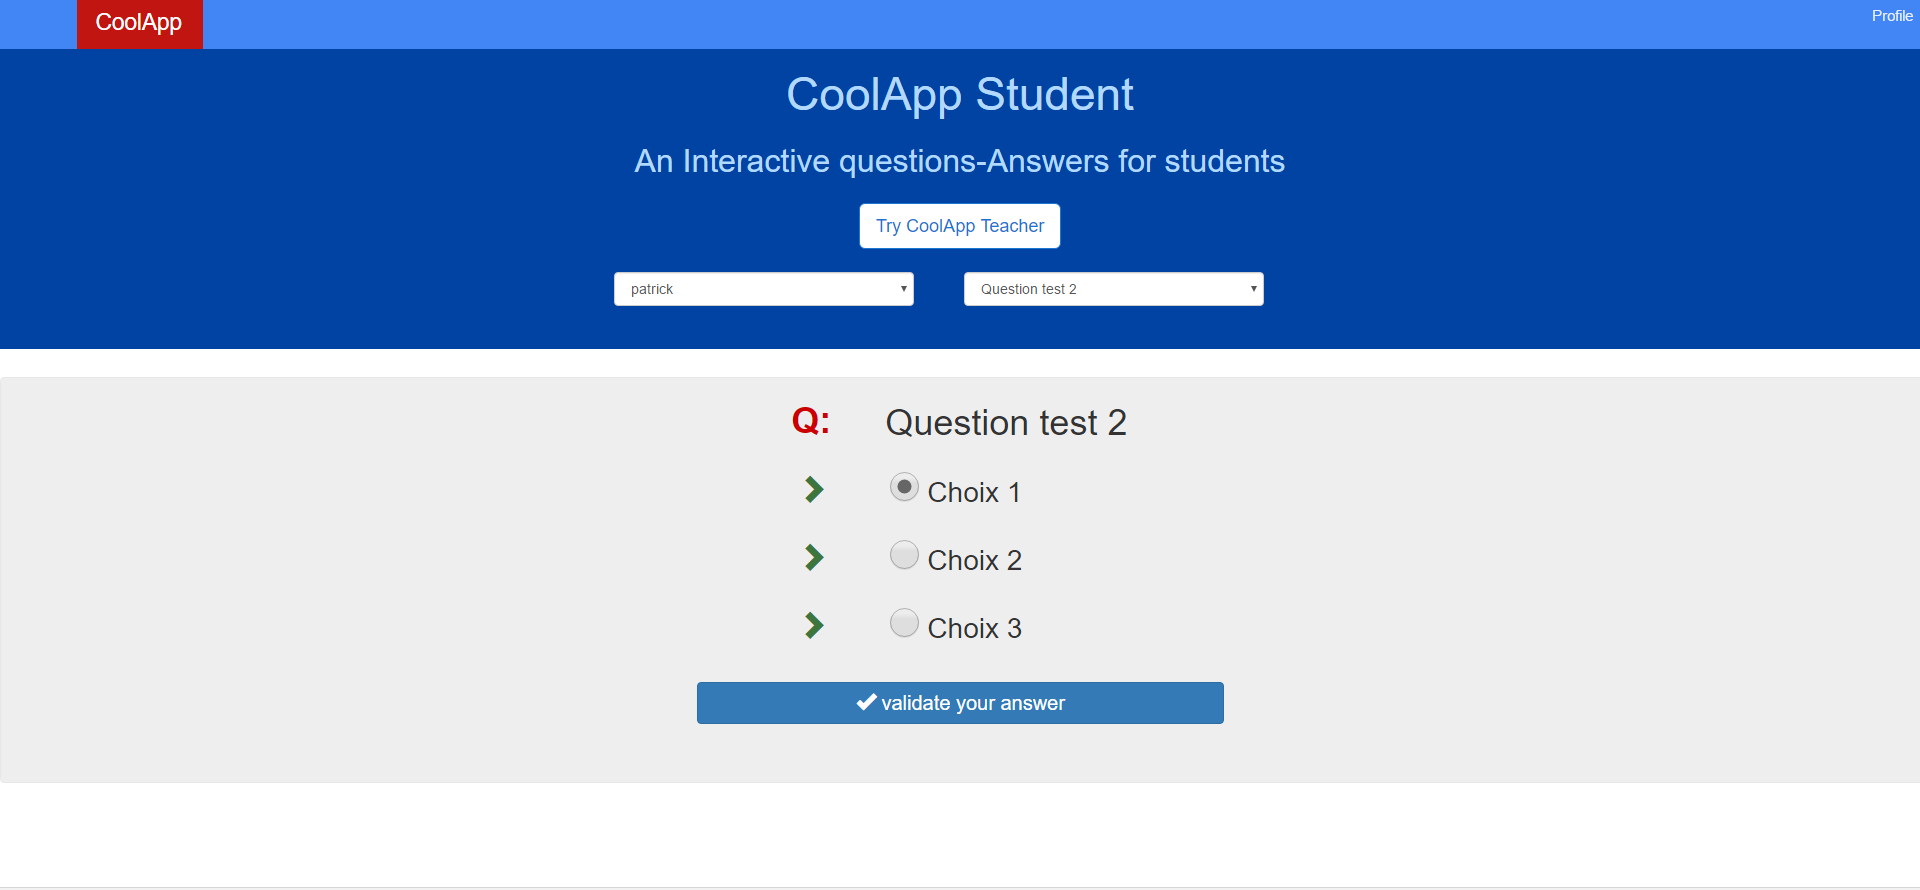 CoolApp
Profile
CoolApp Student
An Interactive questions-Answers for students
Try CoolApp Teacher
patrick
Question test 2
Q: Question test 2
Choix 1
Choix 2
Choix 3
validate your answer